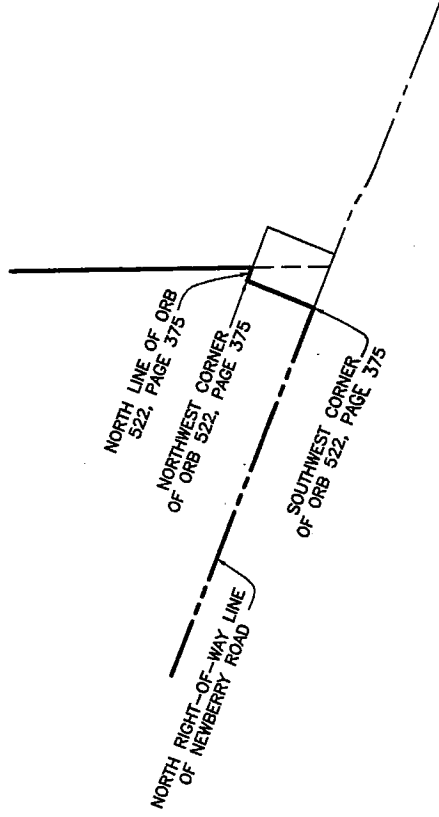 NORTH LINE OF ORB
522, PAGE 375
NORTHWEST CORNER
OF ORB 522, PAGE 375
SOUTHWEST CORNER
OF ORB 522, PAGE 375
NORTH RIGHT-OF-WAY LINE
OF NEWBERRY ROAD